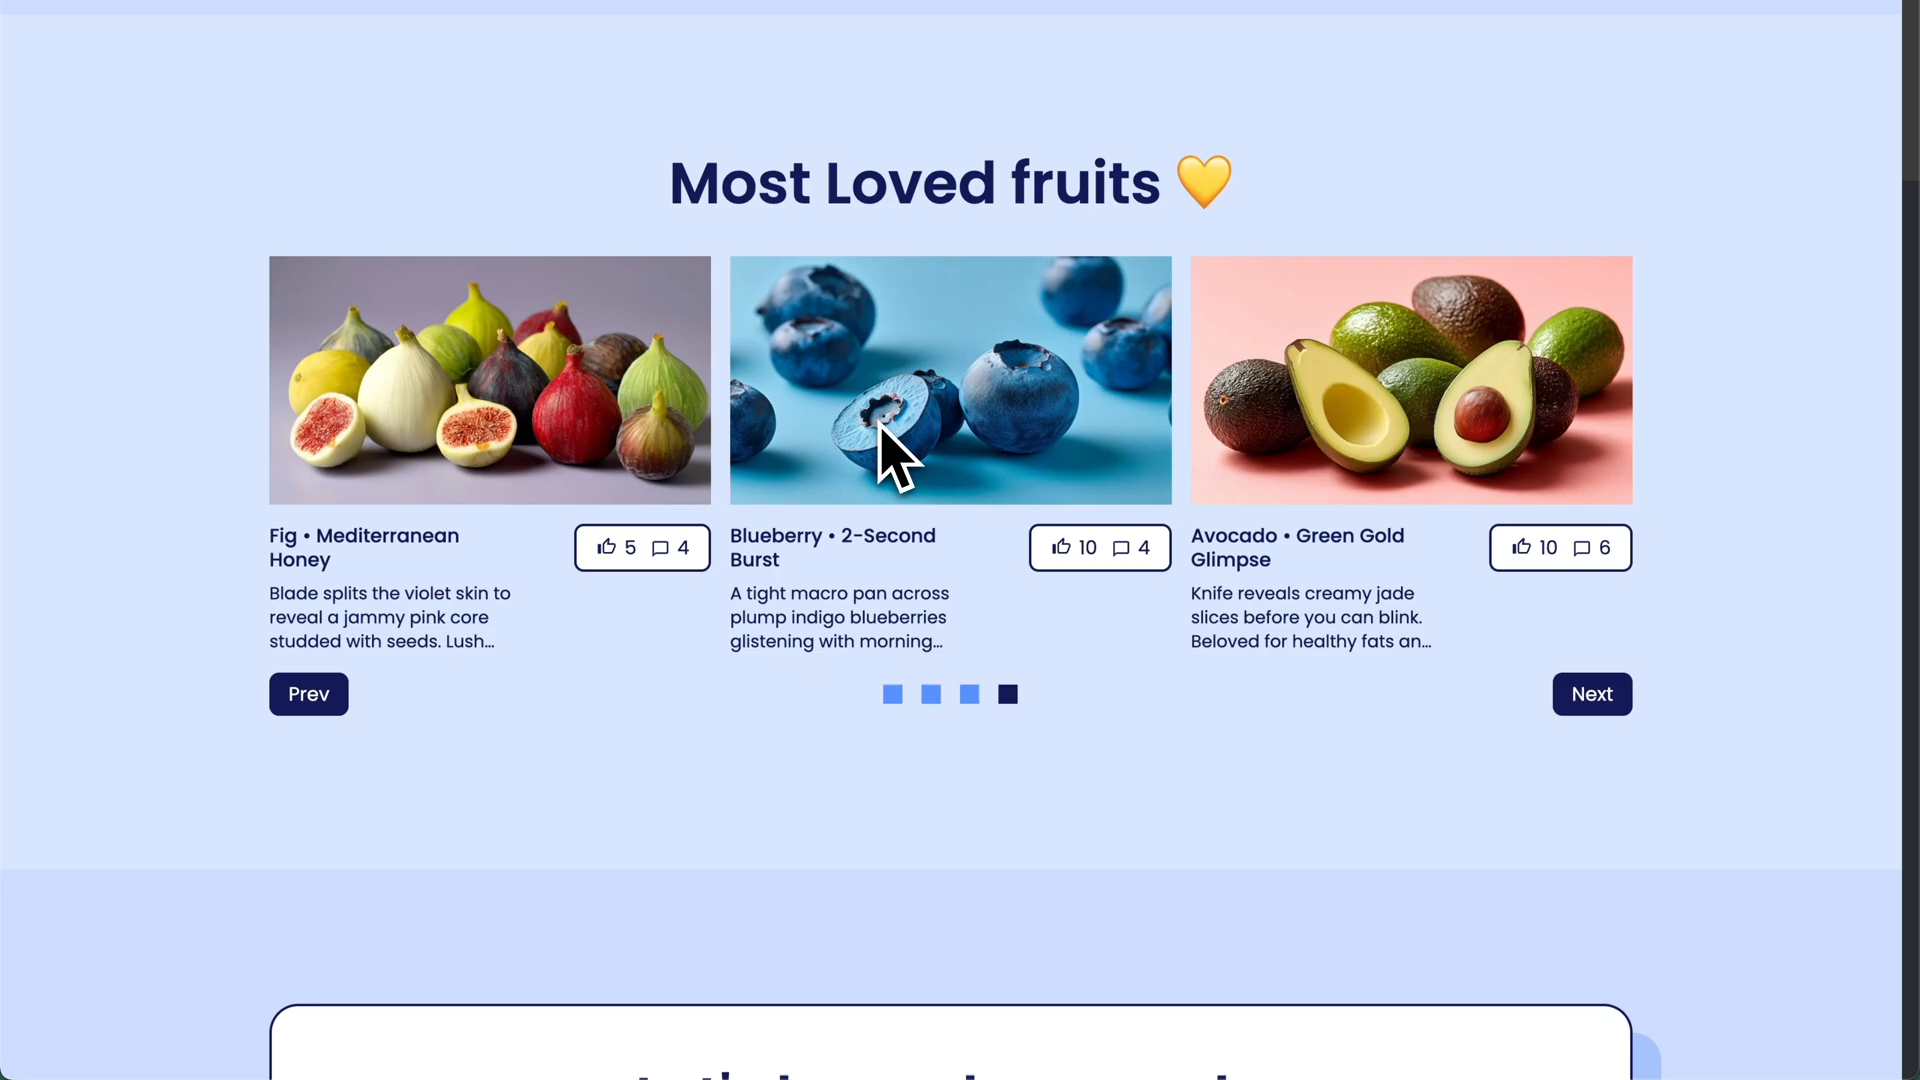 Most Loved fruits 💛
Fig • Mediterranean
Honey
5 4
Blade splits the violet skin to
reveal a jammy pink core
studded with seeds. Lush...
Blueberry • 2-Second
Burst
10 4
A tight macro pan across
plump indigo blueberries
glistening with morning...
Avocado • Green Gold
Glimpse
10 6
Knife reveals creamy jade
slices before you can blink.
Beloved for healthy fats an...
Prev
Next